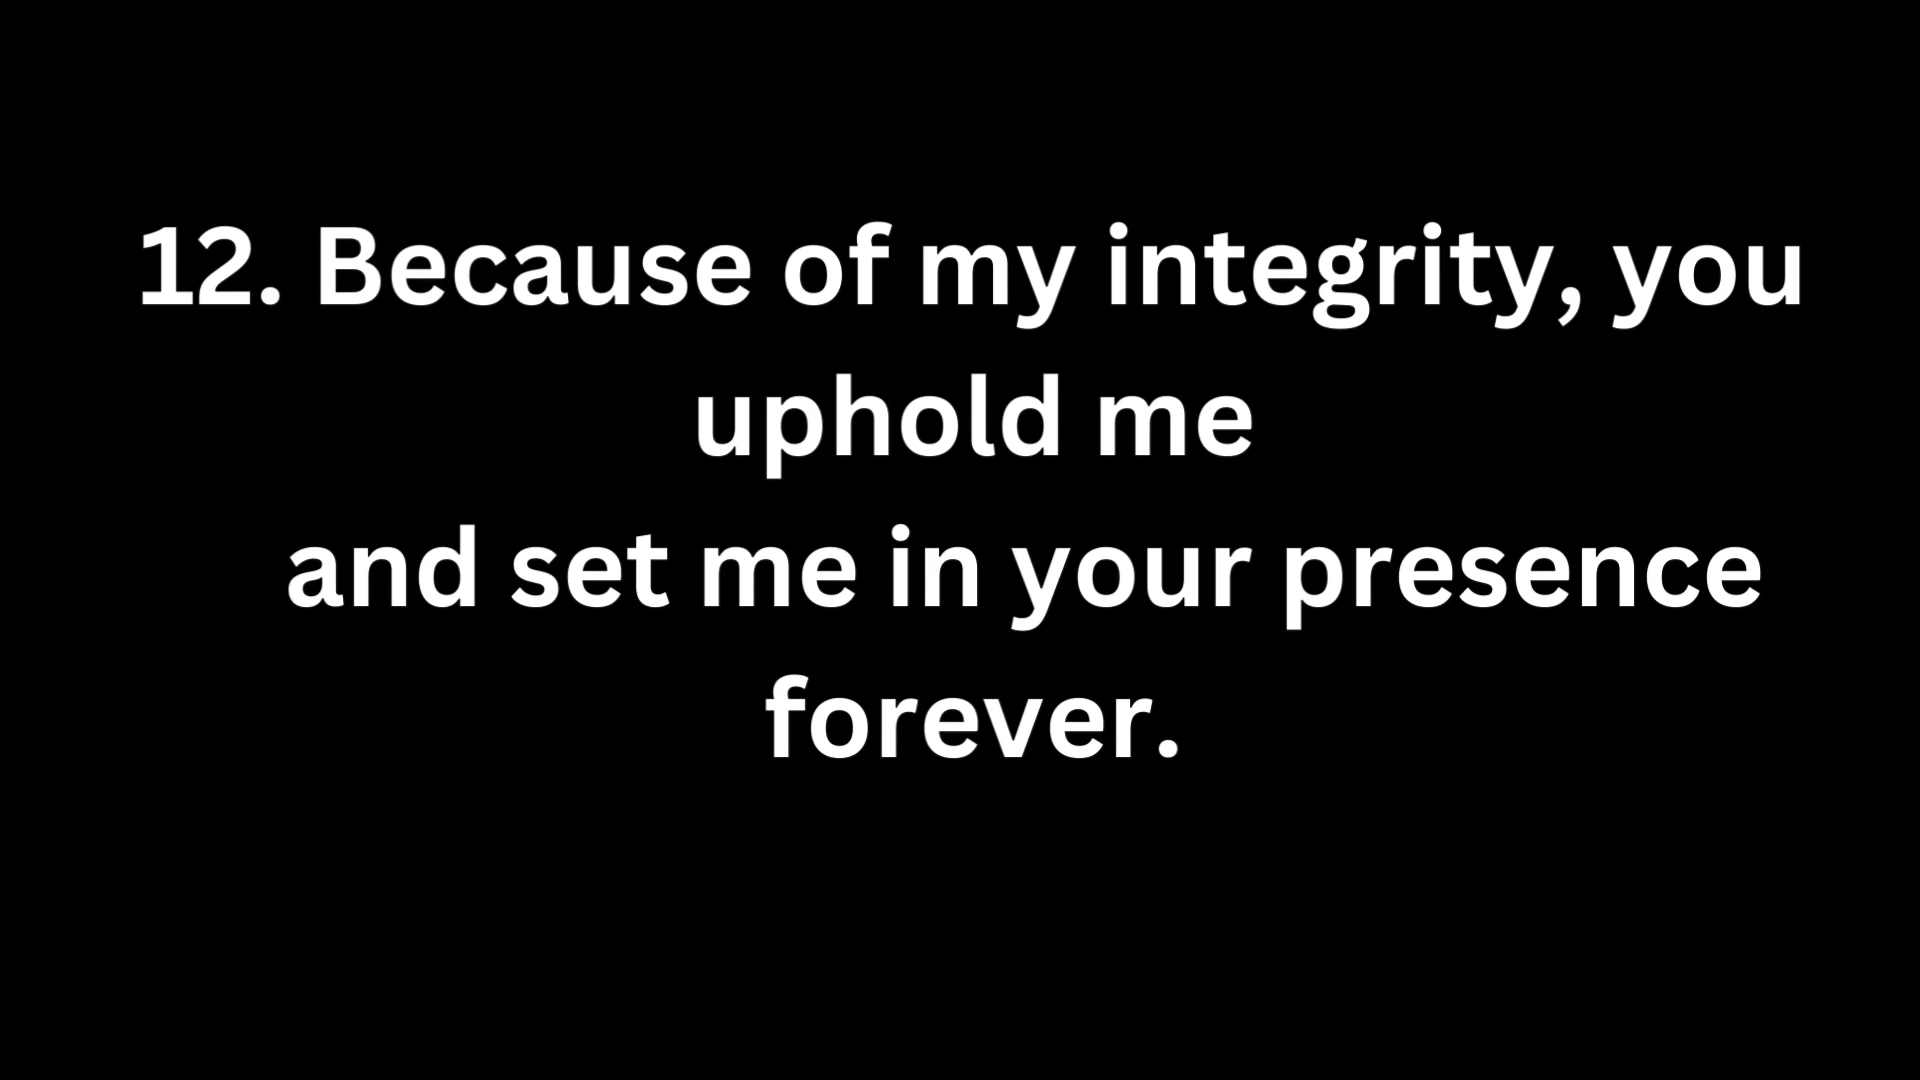 12. Because of my integrity, you
uphold me
and set me in your presence
forever.